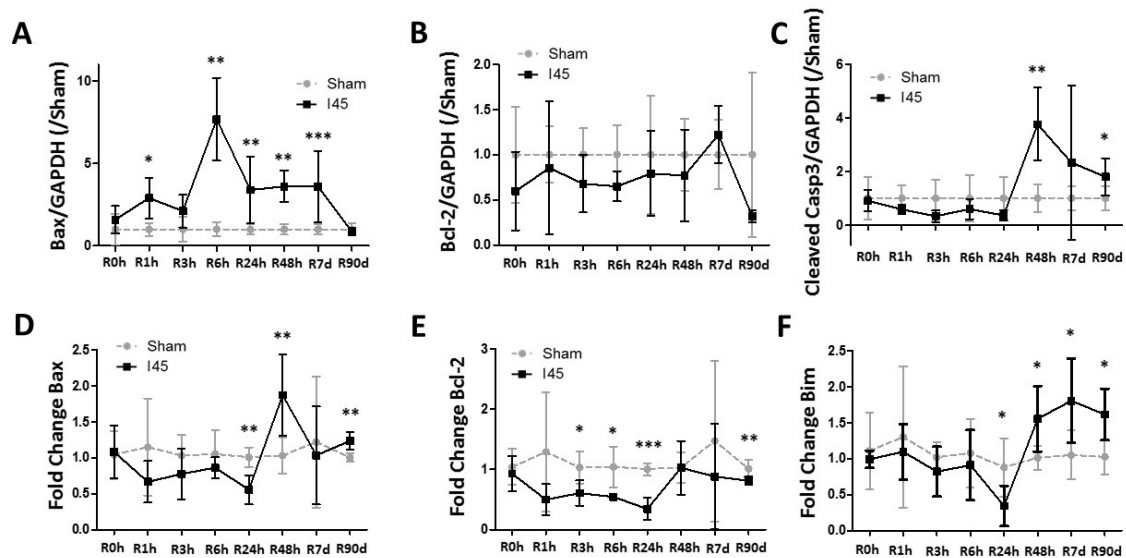 A
Bax/GAPDH (/Sham)
10
5
0
**
*
**
**
***
Sham
I45
R0h R1h R3h R6h R24h R48h R7d R90d
B
Bcl-2/GAPDH (/Sham)
2.0
1.5
1.0
0.5
0.0
Sham
I45
R0h R1h R3h R6h R24h R48h R7d R90d
C
Cleaved Casp3/GAPDH (/Sham)
6
4
2
0
Sham
I45
**
*
R0h R1h R3h R6h R24h R48h R7d R90d
D
Fold Change Bax
2.5
2.0
1.5
1.0
0.5
0.0
Sham
I45
**
**
**
R0h R1h R3h R6h R24h R48h R7d R90d
E
Fold Change Bcl-2
3
2
1
0
Sham
I45
*
*
***
**
R0h R1h R3h R6h R24h R48h R7d R90d
F
Fold Change Bim
2.5
2.0
1.5
1.0
0.5
0.0
Sham
I45
*
*
*
*
R0h R1h R3h R6h R24h R48h R7d R90d